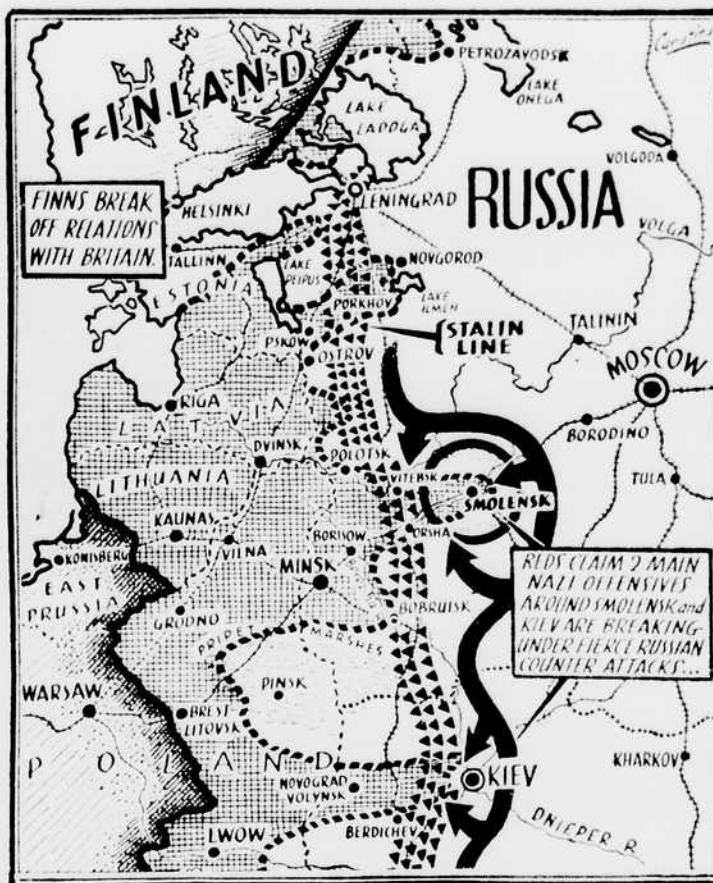 FINLAND
PETROZAVODSK
LAKE ONEGA
LAKE
LADOGA
VOLGODA
RUSSIA
LENINGRAD
FINNS BREAK
OFF RELATIONS
WITH BRITAIN.
HELSINKI
TALLINN
VOLGA
NOVGOROD
LAKE
PEIPUS
ESTONIA
LAKE
ILMEN
PORKHOV
STALIN
LINE
TALININ
PSKOW
OSTROV
MOSCOW
RIGA
LATVIA
BORODINO
DVINSK
POLOTSK
LITHUANIA
VITEBSK
SMOLENSK
TULA
KAUNAS
VILNA
BORISOW
ORSHA
KONISBERG
MINSK
EAST
PRUSSIA
REDS CLAIM 2 MAIN
NAZI OFFENSIVES
AROUND SMOLENSK and
KIEV ARE BREAKING
UNDER FIERCE RUSSIAN
COUNTER ATTACKS...
GRODNO
BOBRUISK
PRIPET MARSHES
PINSK
WARSAW
BREST-
LITOVSK
POLAND
KIEV
KHARKOV
NOVOGRAD
VOLYNSK
DNIEPER R.
BERDICHEV
LWOW